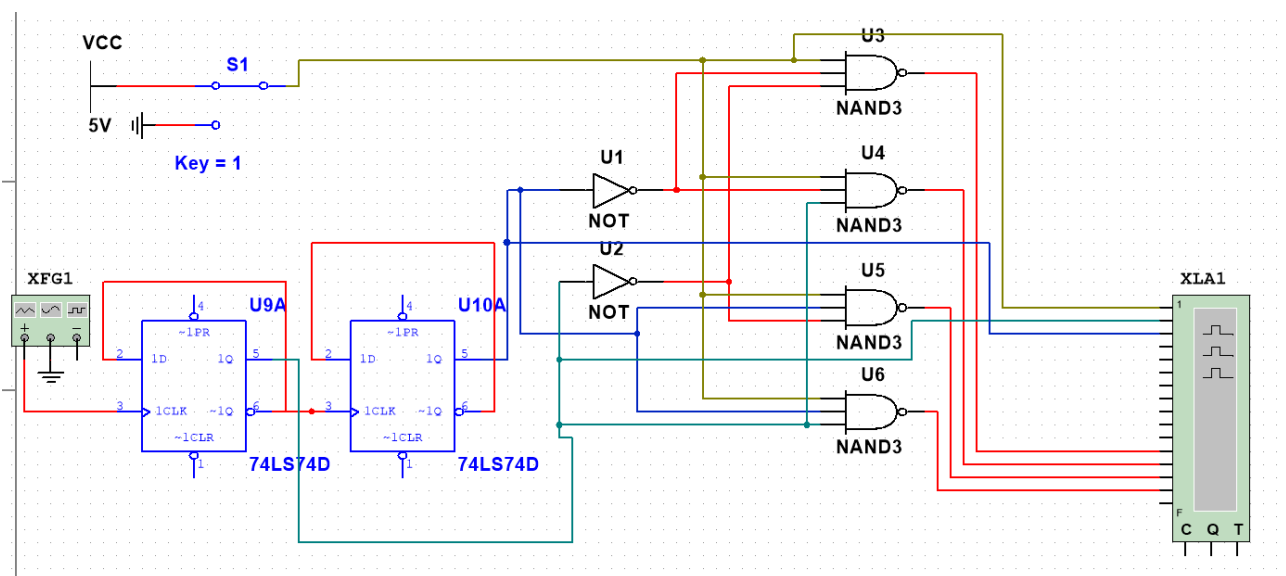 VCC
S1
5V
Key = 1
U3
NAND3
U4
NAND3
U1
NOT
U2
NOT
U5
NAND3
U6
NAND3
XFG1
+
−
U9A
4
~1PR
2
1D
1Q
5
3
1CLK
~1Q
6
~1CLR
1
74LS74D
U10A
4
~1PR
2
1D
1Q
5
3
1CLK
~1Q
6
~1CLR
1
74LS74D
XLA1
1
F
C Q T